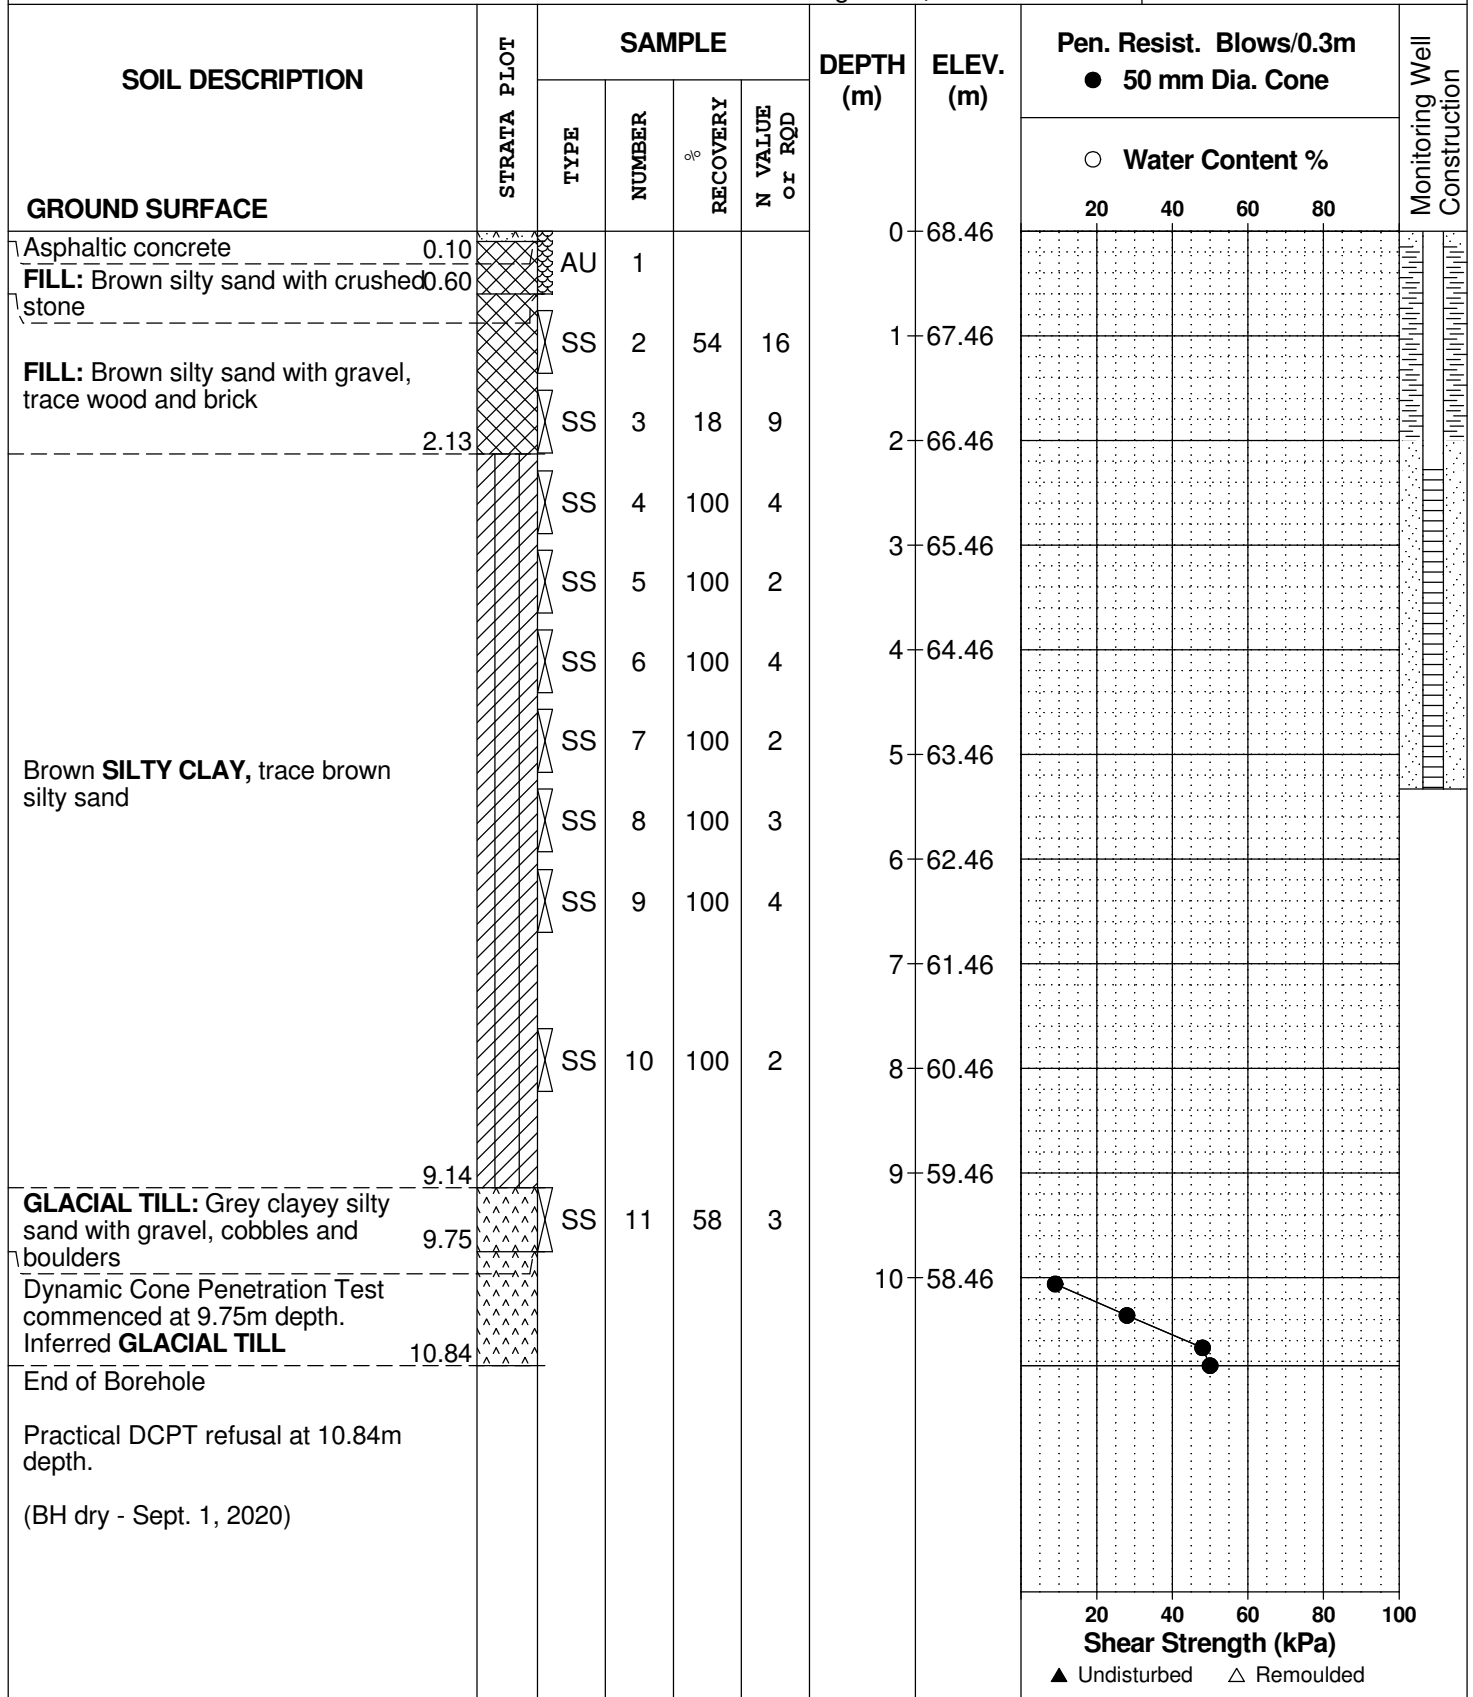 SOIL DESCRIPTION
GROUND SURFACE
STRATA PLOT
SAMPLE
TYPE
NUMBER
%
RECOVERY
N VALUE
or RQD
DEPTH
(m)
ELEV.
(m)
Pen. Resist. Blows/0.3m
● 50 mm Dia. Cone
○ Water Content %
20 40 60 80
Monitoring Well
Construction
Asphaltic concrete 0.10
FILL: Brown silty sand with crushed 0.60
stone
FILL: Brown silty sand with gravel,
trace wood and brick
2.13
Brown SILTY CLAY, trace brown
silty sand
9.14
GLACIAL TILL: Grey clayey silty
sand with gravel, cobbles and
boulders
9.75
Dynamic Cone Penetration Test
commenced at 9.75m depth.
Inferred GLACIAL TILL
10.84
End of Borehole
Practical DCPT refusal at 10.84m
depth.
(BH dry - Sept. 1, 2020)
AU 1
SS 2 54 16
SS 3 18 9
SS 4 100 4
SS 5 100 2
SS 6 100 4
SS 7 100 2
SS 8 100 3
SS 9 100 4
SS 10 100 2
SS 11 58 3
0 68.46
1 67.46
2 66.46
3 65.46
4 64.46
5 63.46
6 62.46
7 61.46
8 60.46
9 59.46
10 58.46
20 40 60 80 100
Shear Strength (kPa)
▲ Undisturbed △ Remoulded